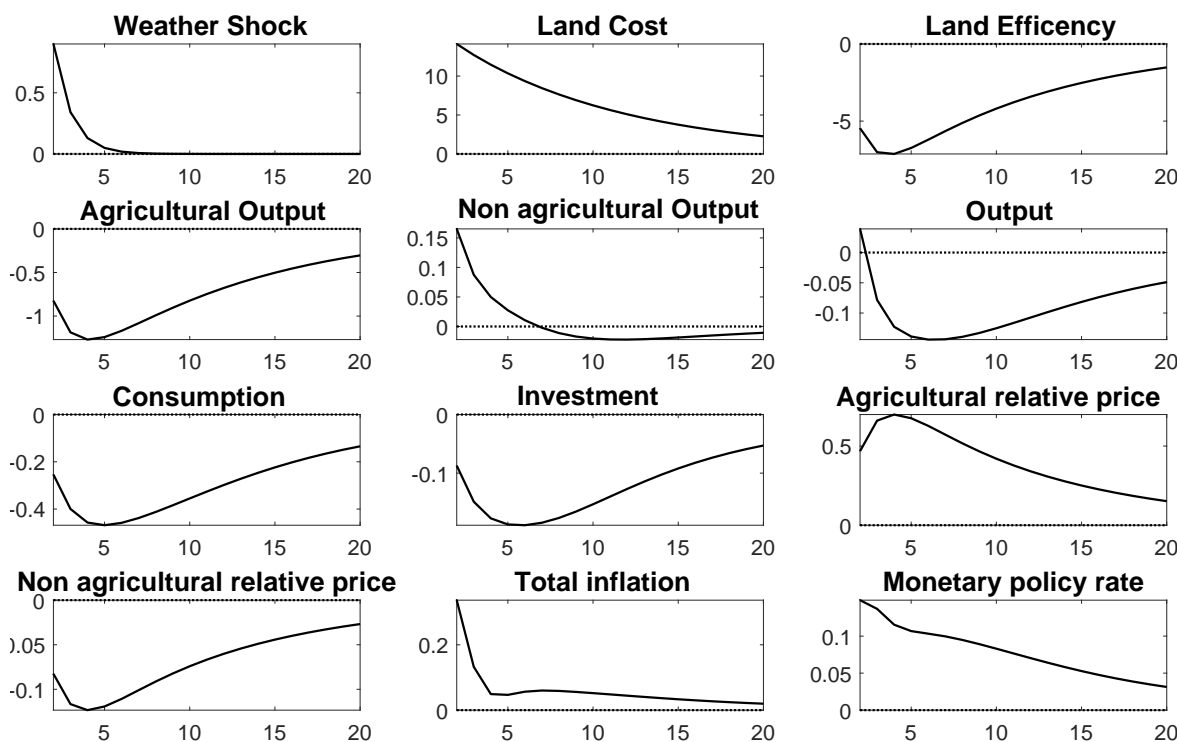 Weather Shock
0.5
0
5 10 15 20
Land Cost
10
5
0
5 10 15 20
Land Efficency
0
-5
5 10 15 20
Agricultural Output
0
-0.5
-1
5 10 15 20
Non agricultural Output
0.15
0.1
0.05
0
5 10 15 20
Output
0
-0.05
-0.1
5 10 15 20
Consumption
0
-0.2
-0.4
5 10 15 20
Investment
0
-0.1
5 10 15 20
Agricultural relative price
0.5
0
5 10 15 20
Non agricultural relative price
0
0.05
-0.1
5 10 15 20
Total inflation
0.2
0
5 10 15 20
Monetary policy rate
0.1
0.05
0
5 10 15 20